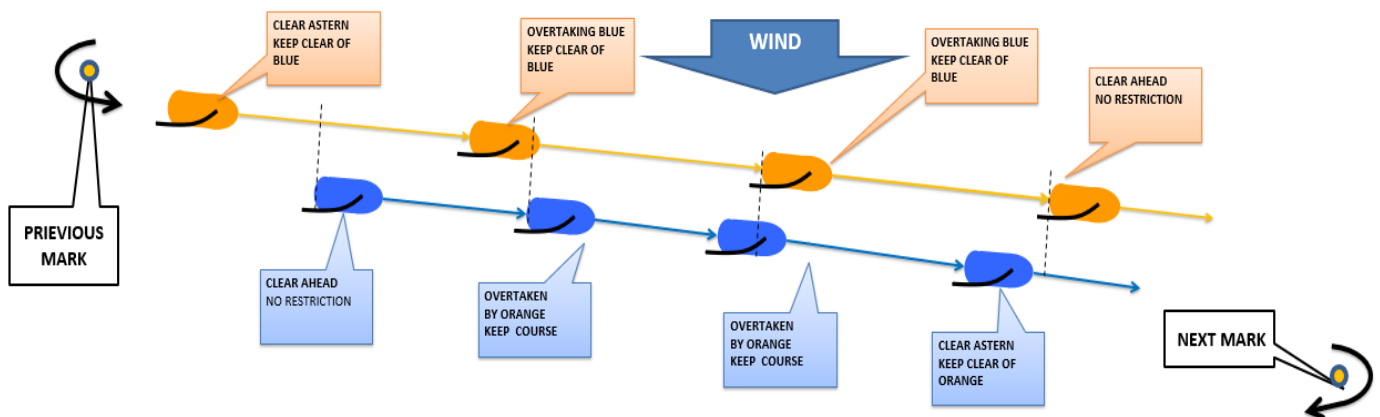 CLEAR ASTERN
KEEP CLEAR OF
BLUE
OVERTAKING BLUE
KEEP CLEAR OF
BLUE
WIND
OVERTAKING BLUE
KEEP CLEAR OF
BLUE
CLEAR AHEAD
NO RESTRICTION
PRIEVIOUS
MARK
CLEAR AHEAD
NO RESTRICTION
OVERTAKEN
BY ORANGE
KEEP COURSE
OVERTAKEN
BY ORANGE
KEEP COURSE
CLEAR ASTERN
KEEP CLEAR OF
ORANGE
NEXT MARK